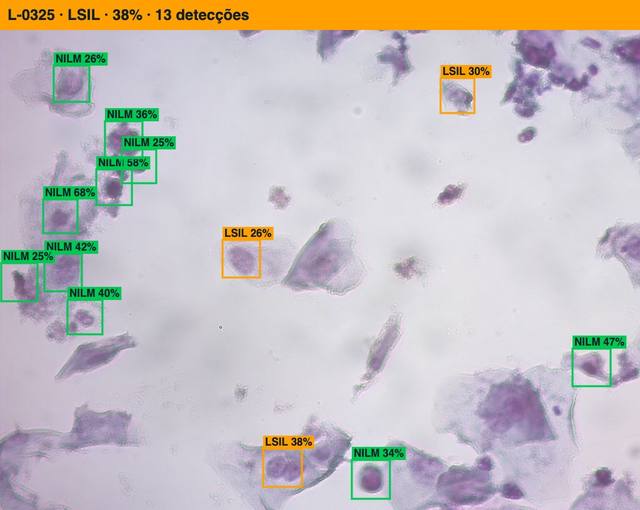 L-0325 · LSIL · 38% · 13 detecções
NILM 26%
LSIL 30%
NILM 36%
NILM 25%
NILM 58%
NILM 68%
LSIL 26%
NILM 42%
NILM 25%
NILM 40%
NILM 47%
LSIL 38%
NILM 34%